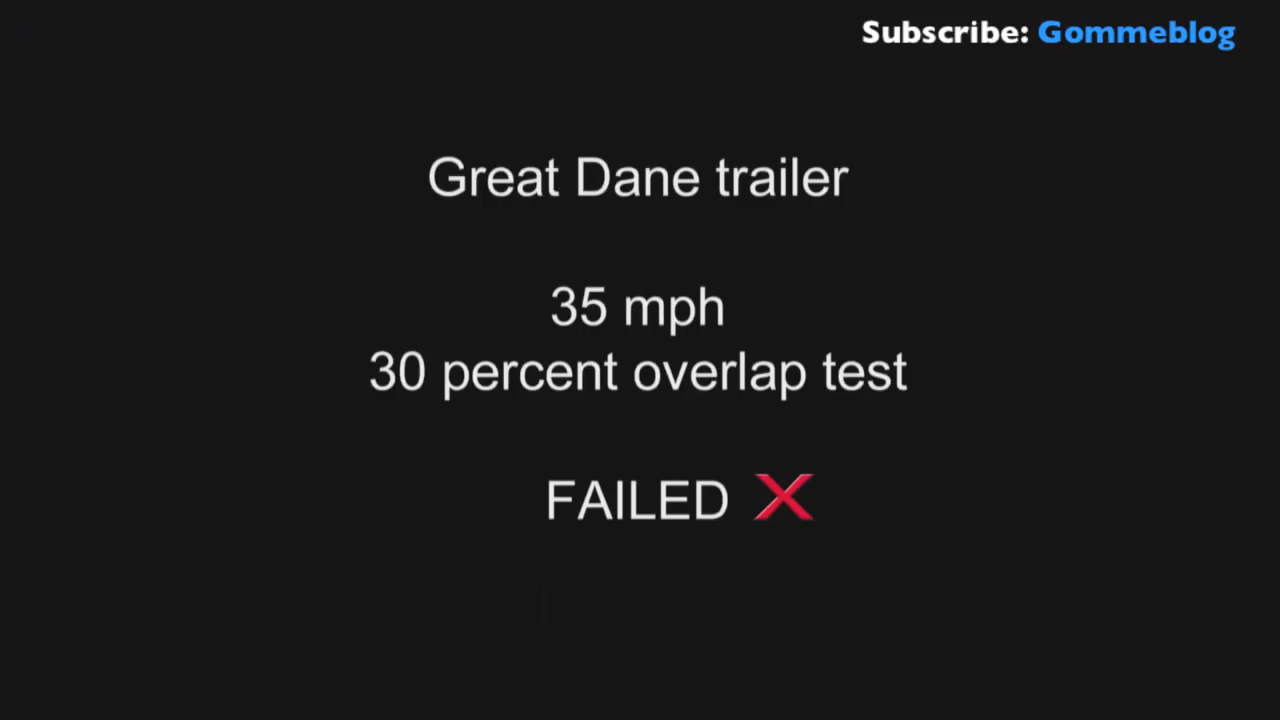 Subscribe: Gommeblog
Great Dane trailer
35 mph
30 percent overlap test
FAILED